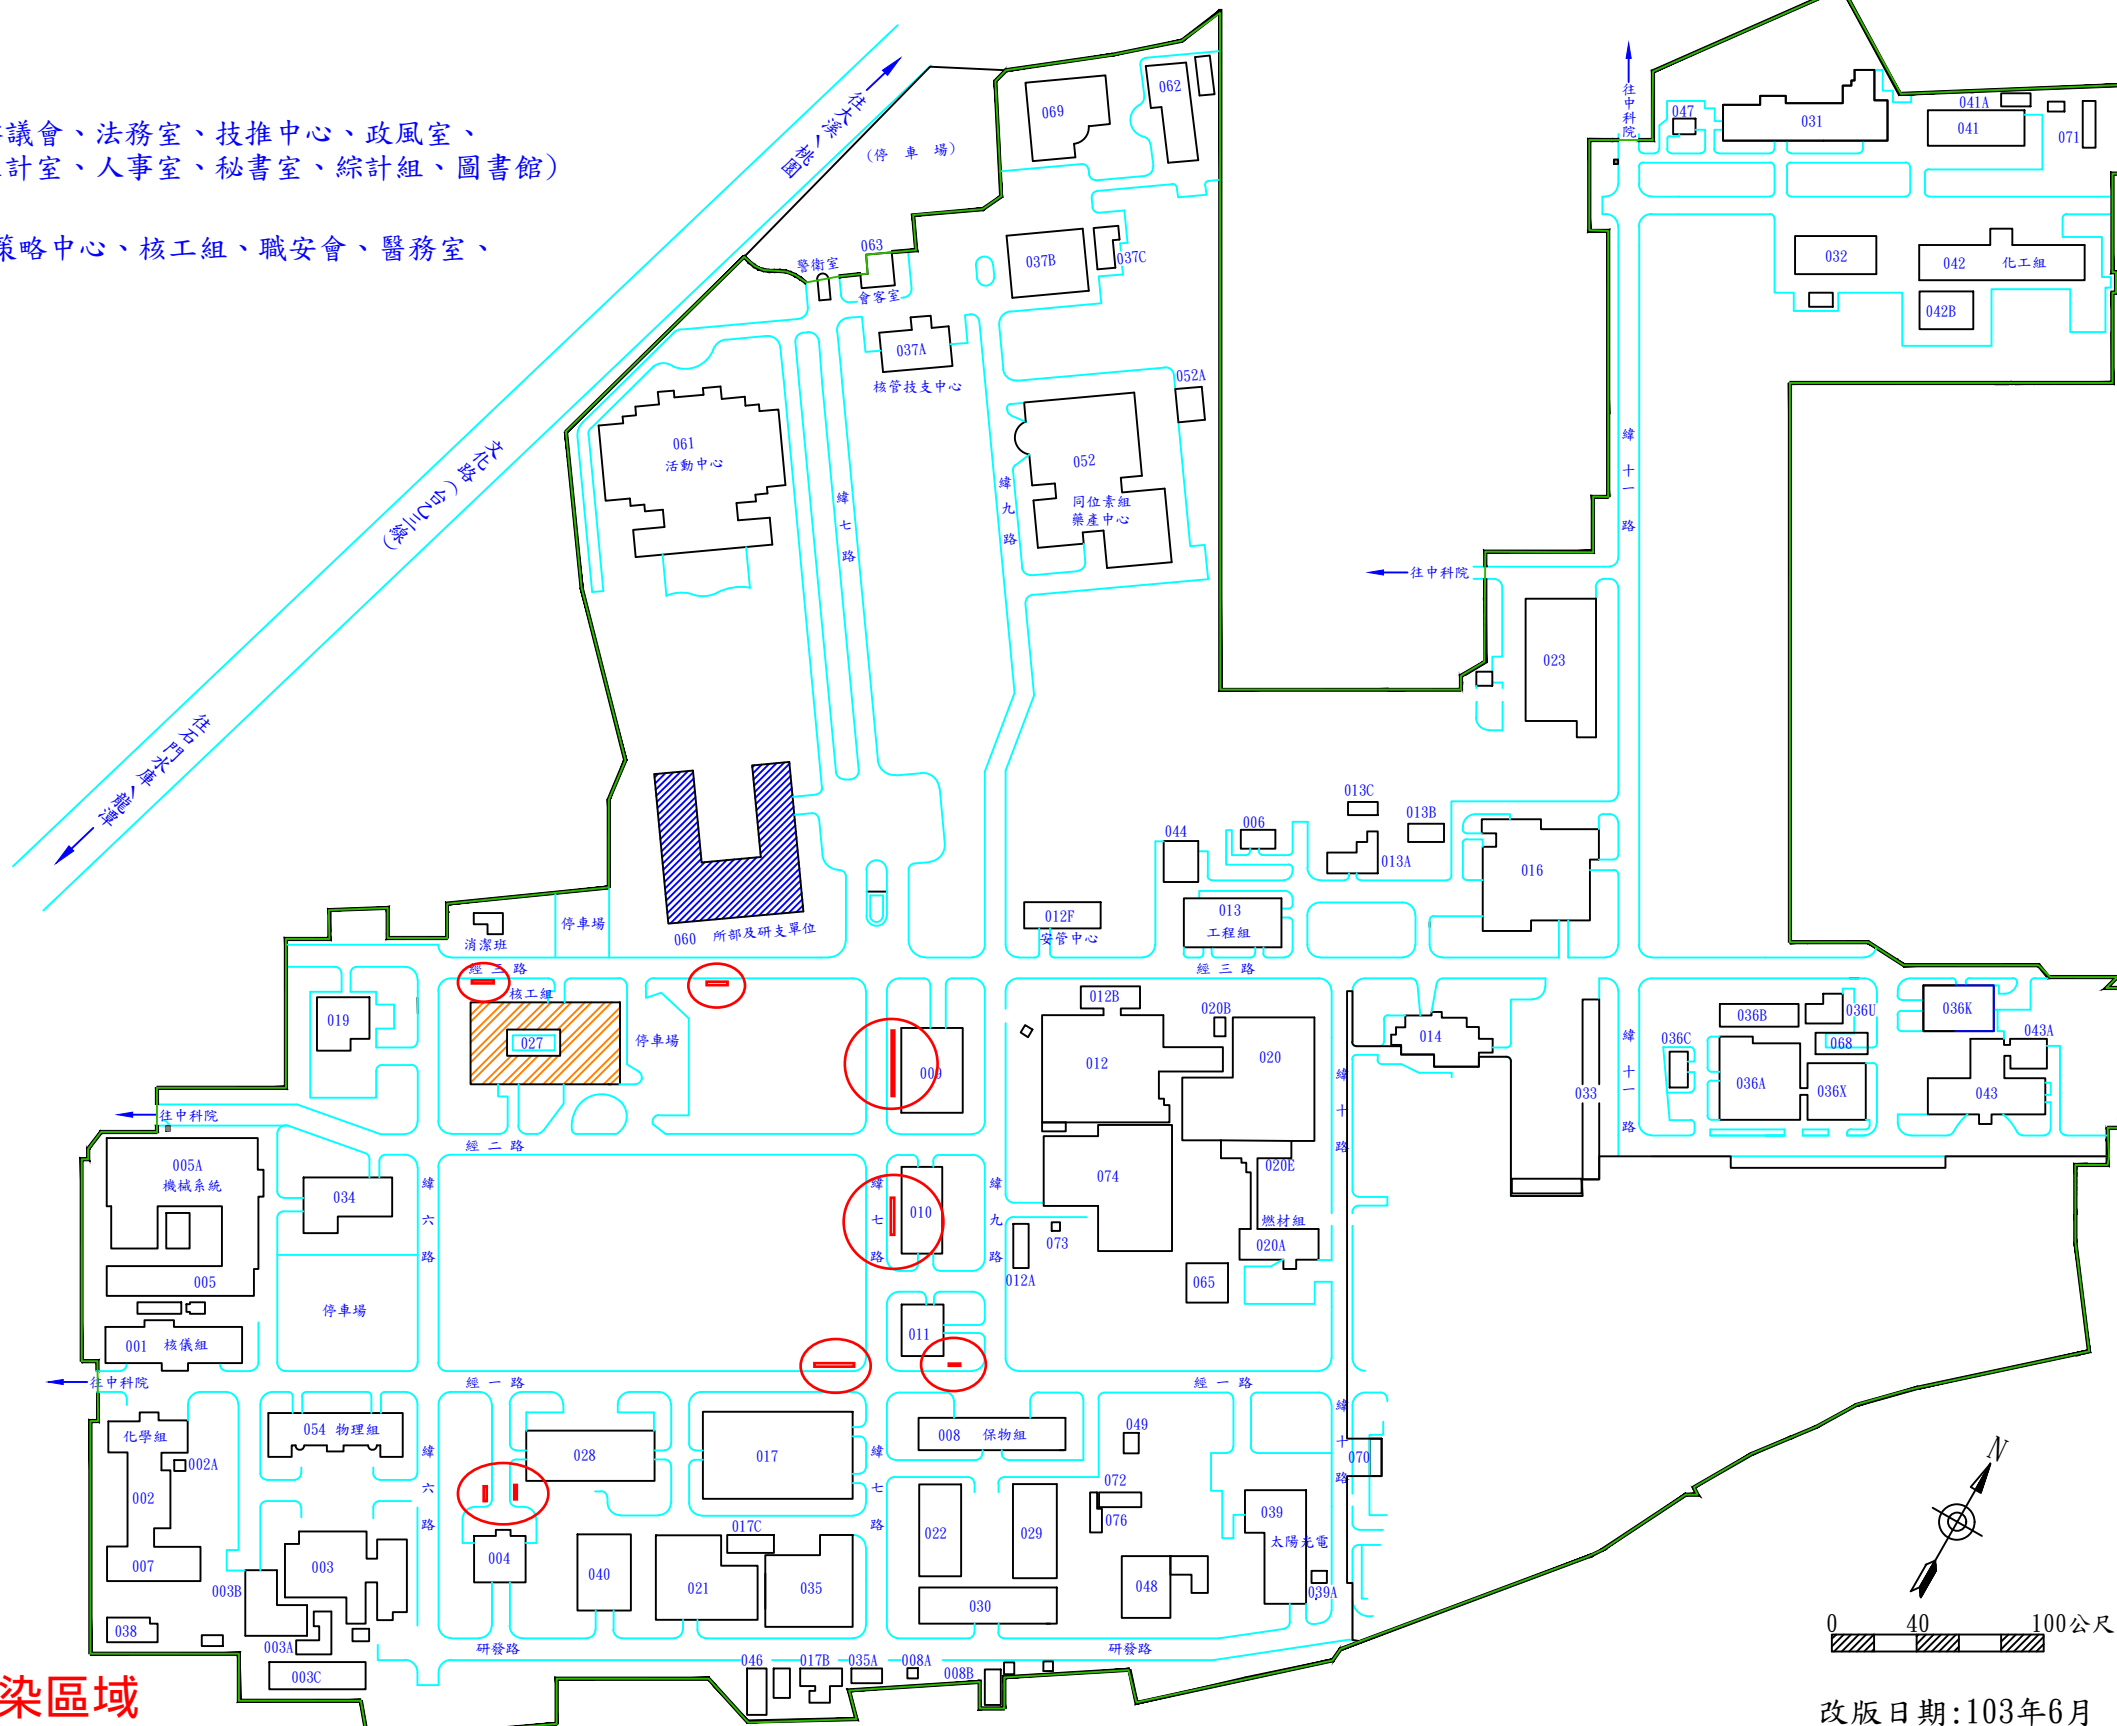 議會、法務室、技推中心、政風室、
計室、人事室、秘書室、綜計組、圖書館)
策略中心、核工組、職安會、醫務室、
往大溪、桃園
(停 車 場)
069
062
往中科院
047
031
041A
041
071
警衛室
063
會客室
037B
037C
032
042 化工組
042B
037A
核管技支中心
052A
061
活動中心
052
同位素組
藥產中心
文化路
(台乙三線)
緯七路
緯九路
緯十一路
往中科院
023
往石門水庫、龍潭
013C
013B
044
006
013A
016
012F
安管中心
013
工程組
消潔班
停車場
060 所部及研支單位
經三路
經三路
核工組
019
027
停車場
009
012B
020B
012
020
014
033
緯十路
緯十一路
036C
036B
036U
068
036A
036X
036K
043A
043
往中科院
經二路
005A
機械系統
034
緯六路
緯七路
010
緯九路
074
020E
073
012A
燃材組
020A
065
005
停車場
001 核儀組
011
往中科院
經一路
經一路
化學組
054 物理組
002A
002
007
緯六路
028
017
緯七路
008 保物組
049
緯十路
070
072
076
039
太陽光電
039A
022
029
017C
003
003B
004
040
021
035
048
030
038
003A
003C
研發路
研發路
046
017B
035A
008A
008B
N
0 40 100公尺
染區域
改版日期:103年6月